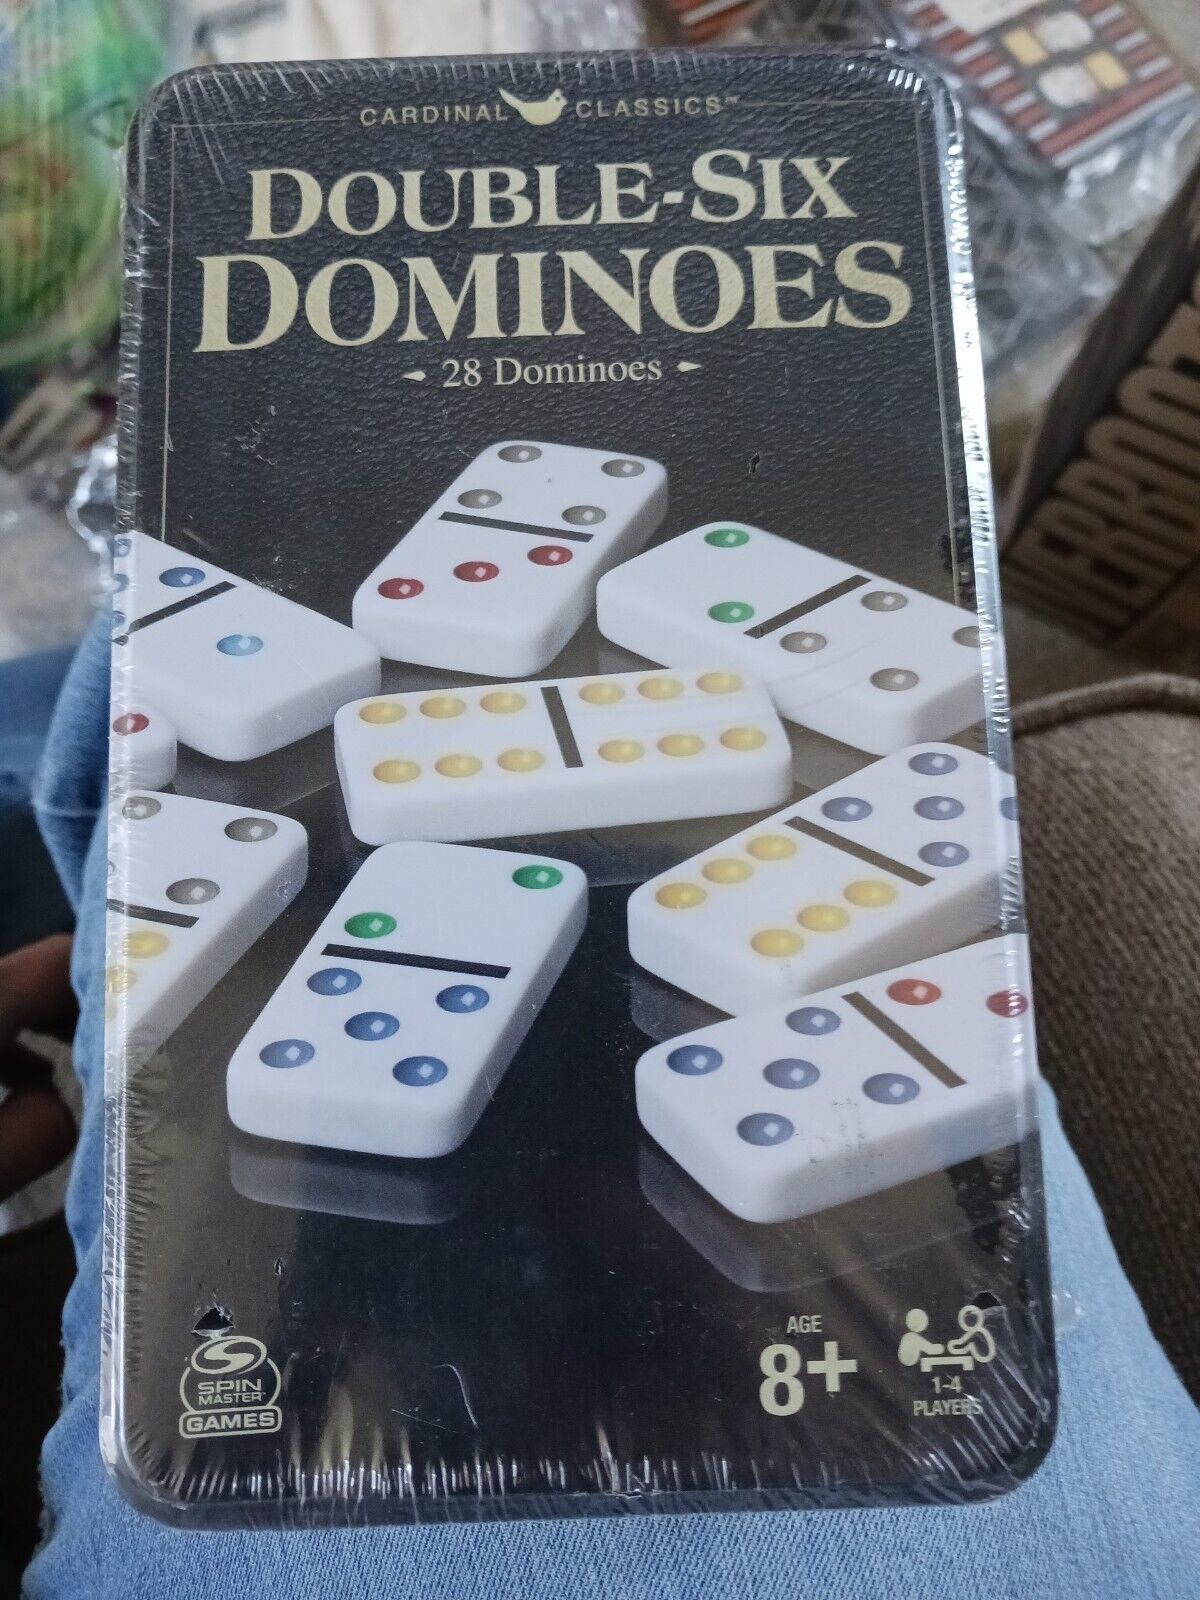 CARDINAL CLASSICS™
DOUBLE-SIX
DOMINOES
28 Dominoes
SPIN
MASTER
GAMES
AGE
8+
1-4
PLAYERS